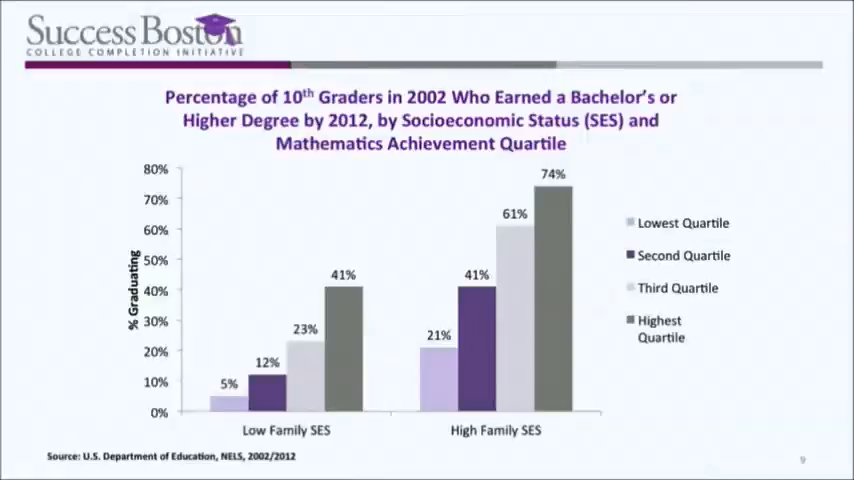 Success Boston
COLLEGE COMPLETION INITIATIVE
Percentage of 10th Graders in 2002 Who Earned a Bachelor's or
Higher Degree by 2012, by Socioeconomic Status (SES) and
Mathematics Achievement Quartile
% Graduating
80%
70%
60%
50%
40%
30%
20%
10%
0%
5%
12%
23%
41%
21%
41%
61%
74%
Low Family SES
High Family SES
Lowest Quartile
Second Quartile
Third Quartile
Highest
Quartile
Source: U.S. Department of Education, NELS, 2002/2012
9